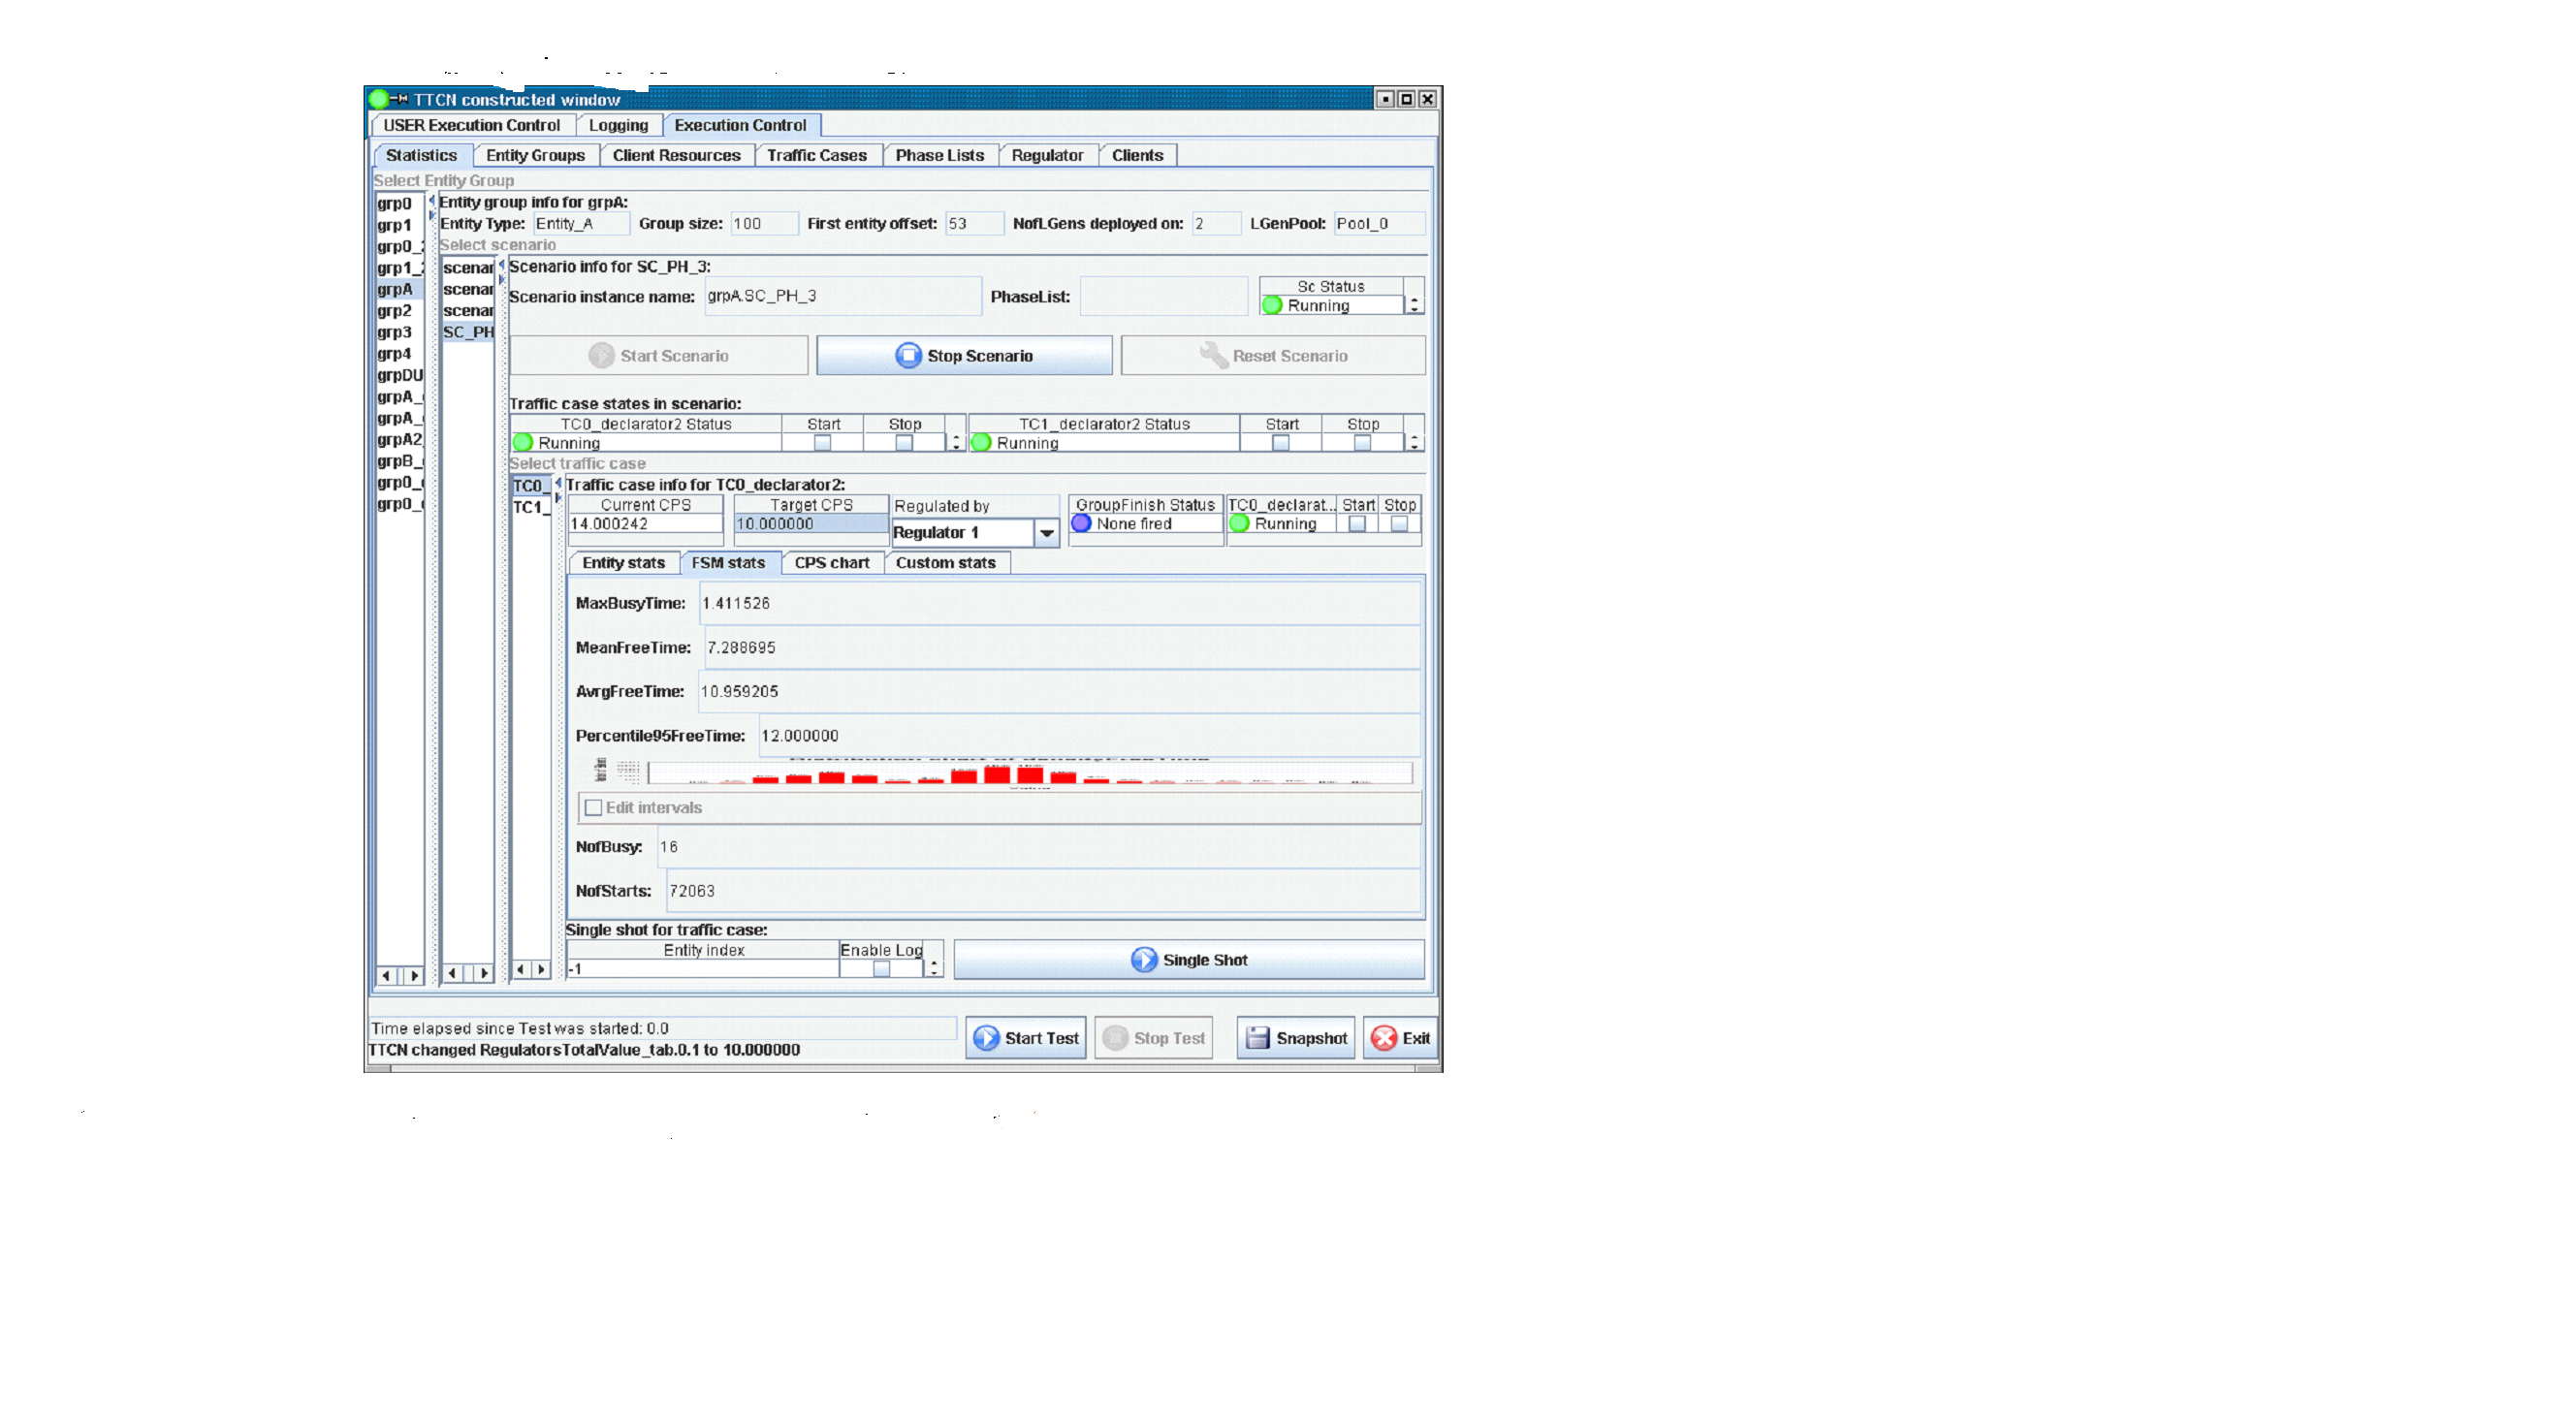 TTCN constructed window
USER Execution Control Logging Execution Control
Statistics Entity Groups Client Resources Traffic Cases Phase Lists Regulator Clients
Select Entity Group
grp0
grp1
grp0_
grp1_
grpA
grp2
grp3
grp4
grpDU
grpA_
grpA_
grpA2
grpB_
grp0_
grp0_
Entity group info for grpA:
Entity Type: Entity_A Group size: 100 First entity offset: 53 NofLGens deployed on: 2 LGenPool: Pool_0
Select scenario
scenar
scenar
scenar
SC_PH
Scenario info for SC_PH_3:
Scenario instance name: grpA.SC_PH_3 PhaseList:
Sc Status
Running
Start Scenario Stop Scenario Reset Scenario
Traffic case states in scenario:
TC0_declarator2 Status Start Stop TC1_declarator2 Status Start Stop
Running Running
Select traffic case
TC0_
TC1_
Traffic case info for TC0_declarator2:
Current CPS Target CPS Regulated by GroupFinish Status TC0_declarat... Start Stop
14.000242 10.000000 Regulator 1 None fired Running
Entity stats FSM stats CPS chart Custom stats
MaxBusyTime: 1.411526
MeanFreeTime: 7.288695
AvrgFreeTime: 10.959205
Percentile95FreeTime: 12.000000
Edit intervals
NofBusy: 16
NofStarts: 72063
Single shot for traffic case:
Entity index Enable Log
-1
Single Shot
Time elapsed since Test was started: 0.0
TTCN changed RegulatorsTotalValue_tab.0.1 to 10.000000
Start Test Stop Test Snapshot Exit